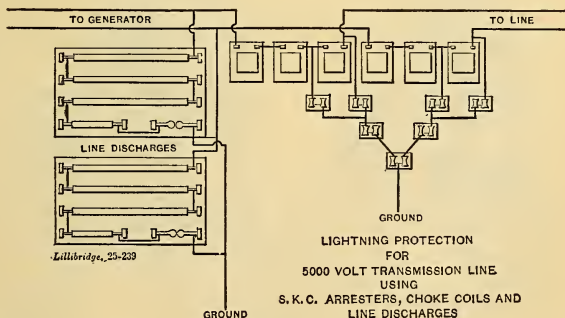 TO GENERATOR
TO LINE
LINE DISCHARGES
Lillibridge, 25-239
GROUND
GROUND
LIGHTNING PROTECTION
FOR
5000 VOLT TRANSMISSION LINE
USING
S.K.C. ARRESTERS, CHOKE COILS AND
LINE DISCHARGES